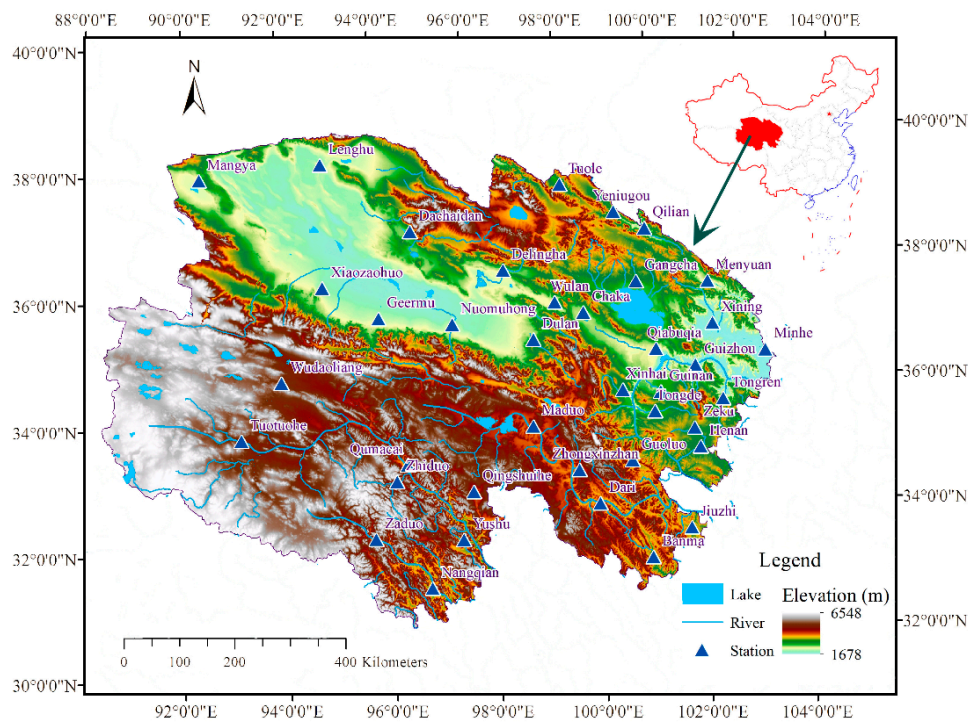 90°0'0"E 92°0'0"E 94°0'0"E 96°0'0"E 98°0'0"E 100°0'0"E 102°0'0"E 104°0'0"E
40°0'0"N
N
40°0'0"N
Lenghu
Mangya
Tuole
38°0'0"N
Yeniugou
Qilian
Dachaidan
38°0'0"N
Delingha
Gangcha
Menyuan
Xiaozaohuo
Wulan
Chaka
Xining
36°0'0"N
Geermu
Nuomuhong
Dulan
Qiabuqia
Minhe
Guizhou
Wudaoliang
Xinhai
Guinan
36°0'0"N
Tongren
Tongde
Maduo
Zeku
34°0'0"N
Tuotuohe
Henan
Qumacai
Guoluo
Zhongxinzhan
Zhiduo
Qingshuihe
34°0'0"N
Dari
Jiuzhi
32°0'0"N
Zaduo
Yushu
Banma
Nangqian
Legend
Lake
River
Station
Elevation (m)
6548
1678
32°0'0"N
0 100 200 400 Kilometers
30°0'0"N
92°0'0"E 94°0'0"E 96°0'0"E 98°0'0"E 100°0'0"E 102°0'0"E 104°0'0"E